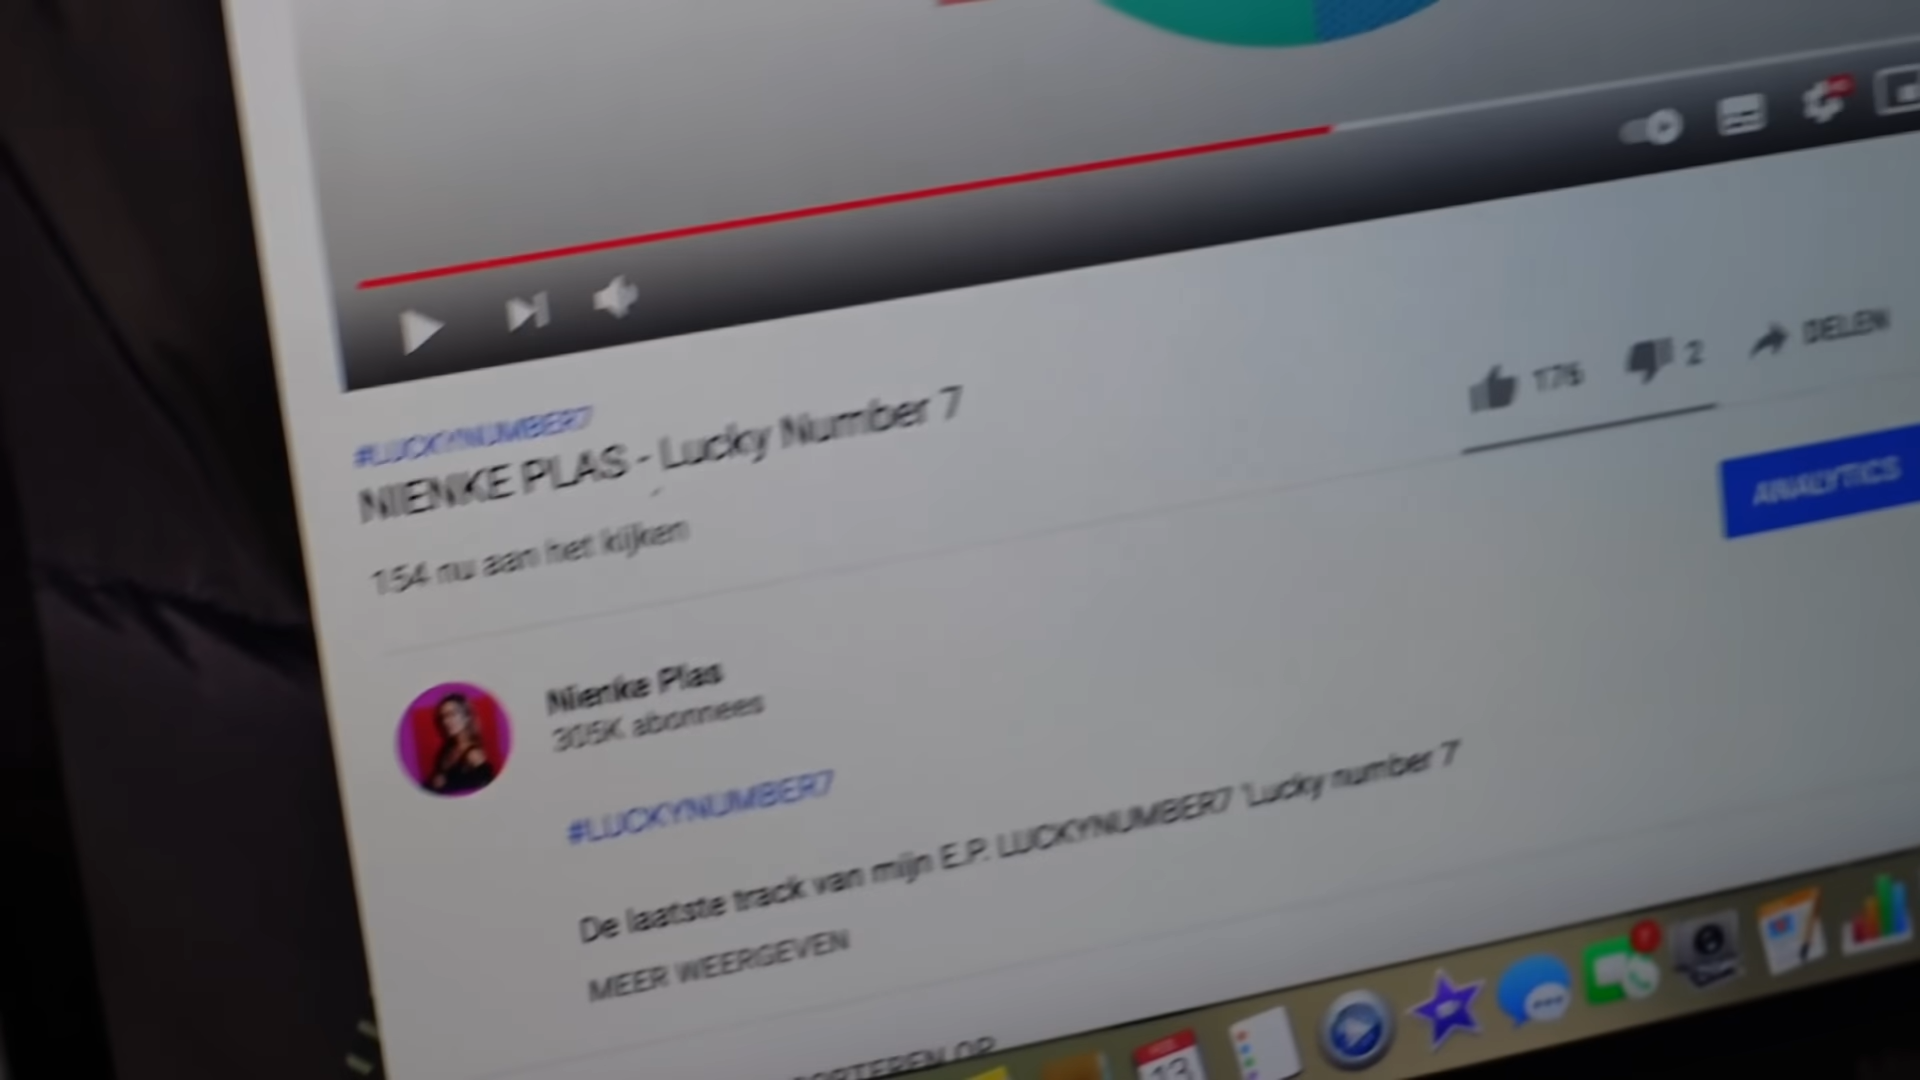 #LUCKYNUMBER7
NIENKE PLAS - Lucky Number 7
154 nu aan het kijken
176
2
DELEN
ANALYTICS
Nienke Plas
305K abonnees
#LUCKYNUMBER7
De laatste track van mijn E.P. LUCKYNUMBER7 'Lucky number 7'
MEER WEERGEVEN
13